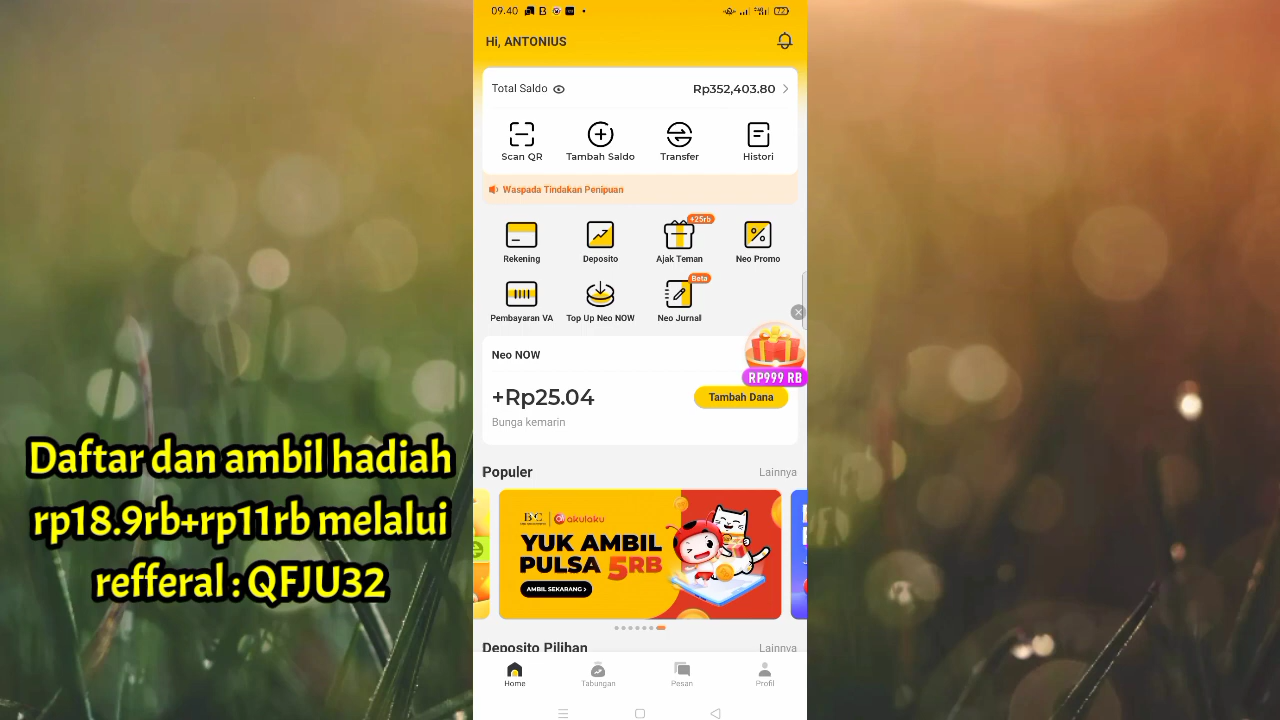 09.40
Hi, ANTONIUS
Total Saldo
Rp352,403.80
Scan QR
Tambah Saldo
Transfer
Histori
Waspada Tindakan Penipuan
+25rb
Rekening
Deposito
Ajak Teman
Neo Promo
Beta
Pembayaran VA
Top Up Neo NOW
Neo Jurnal
Neo NOW
RP999 RB
+Rp25.04
Tambah Dana
Bunga kemarin
Populer
Lainnya
BNC
akulaku
YUK AMBIL
PULSA 5RB
AMBIL SEKARANG
Deposito Pilihan
Lainnya
Home
Tabungan
Pesan
Profil
Daftar dan ambil hadiah
rp18.9rb+rp11rb melalui
refferal : QFJU32